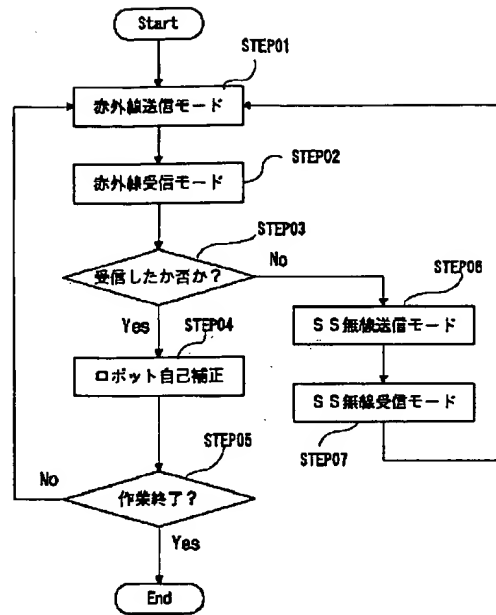 Start
STEP01
赤外線送信モード
STEP02
赤外線受信モード
STEP03
受信したか否か?
No
Yes
STEP04
ロボット自己補正
STEP05
作業終了?
No
Yes
End
STEP06
SS無線送信モード
SS無線受信モード
STEP07